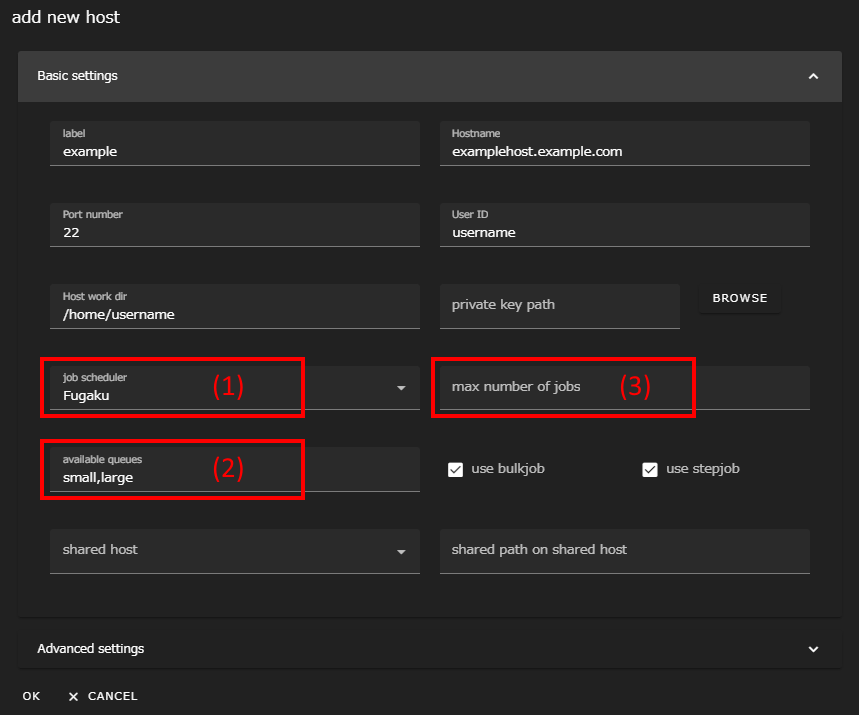 add new host
Basic settings
label
example
Hostname
examplehost.example.com
Port number
22
User ID
username
Host work dir
/home/username
private key path
BROWSE
job scheduler
Fugaku
(1)
max number of jobs
(3)
available queues
small,large
(2)
use bulkjob
use stepjob
shared host
shared path on shared host
Advanced settings
OK
CANCEL